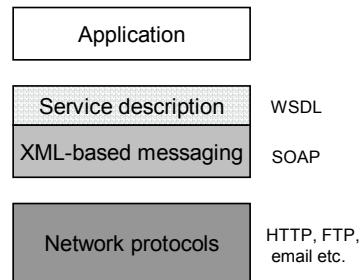 Application
Service description WSDL
XML-based messaging SOAP
Network protocols HTTP, FTP,
email etc.